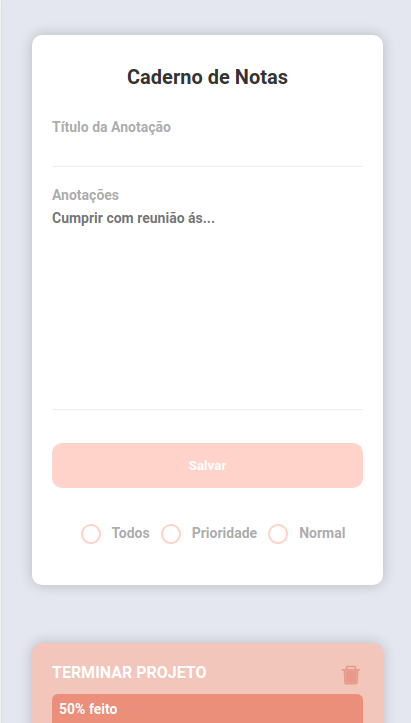 Caderno de Notas
Título da Anotação
Anotações
Cumprir com reunião ás...
Salvar
Todos Prioridade Normal
TERMINAR PROJETO
50% feito